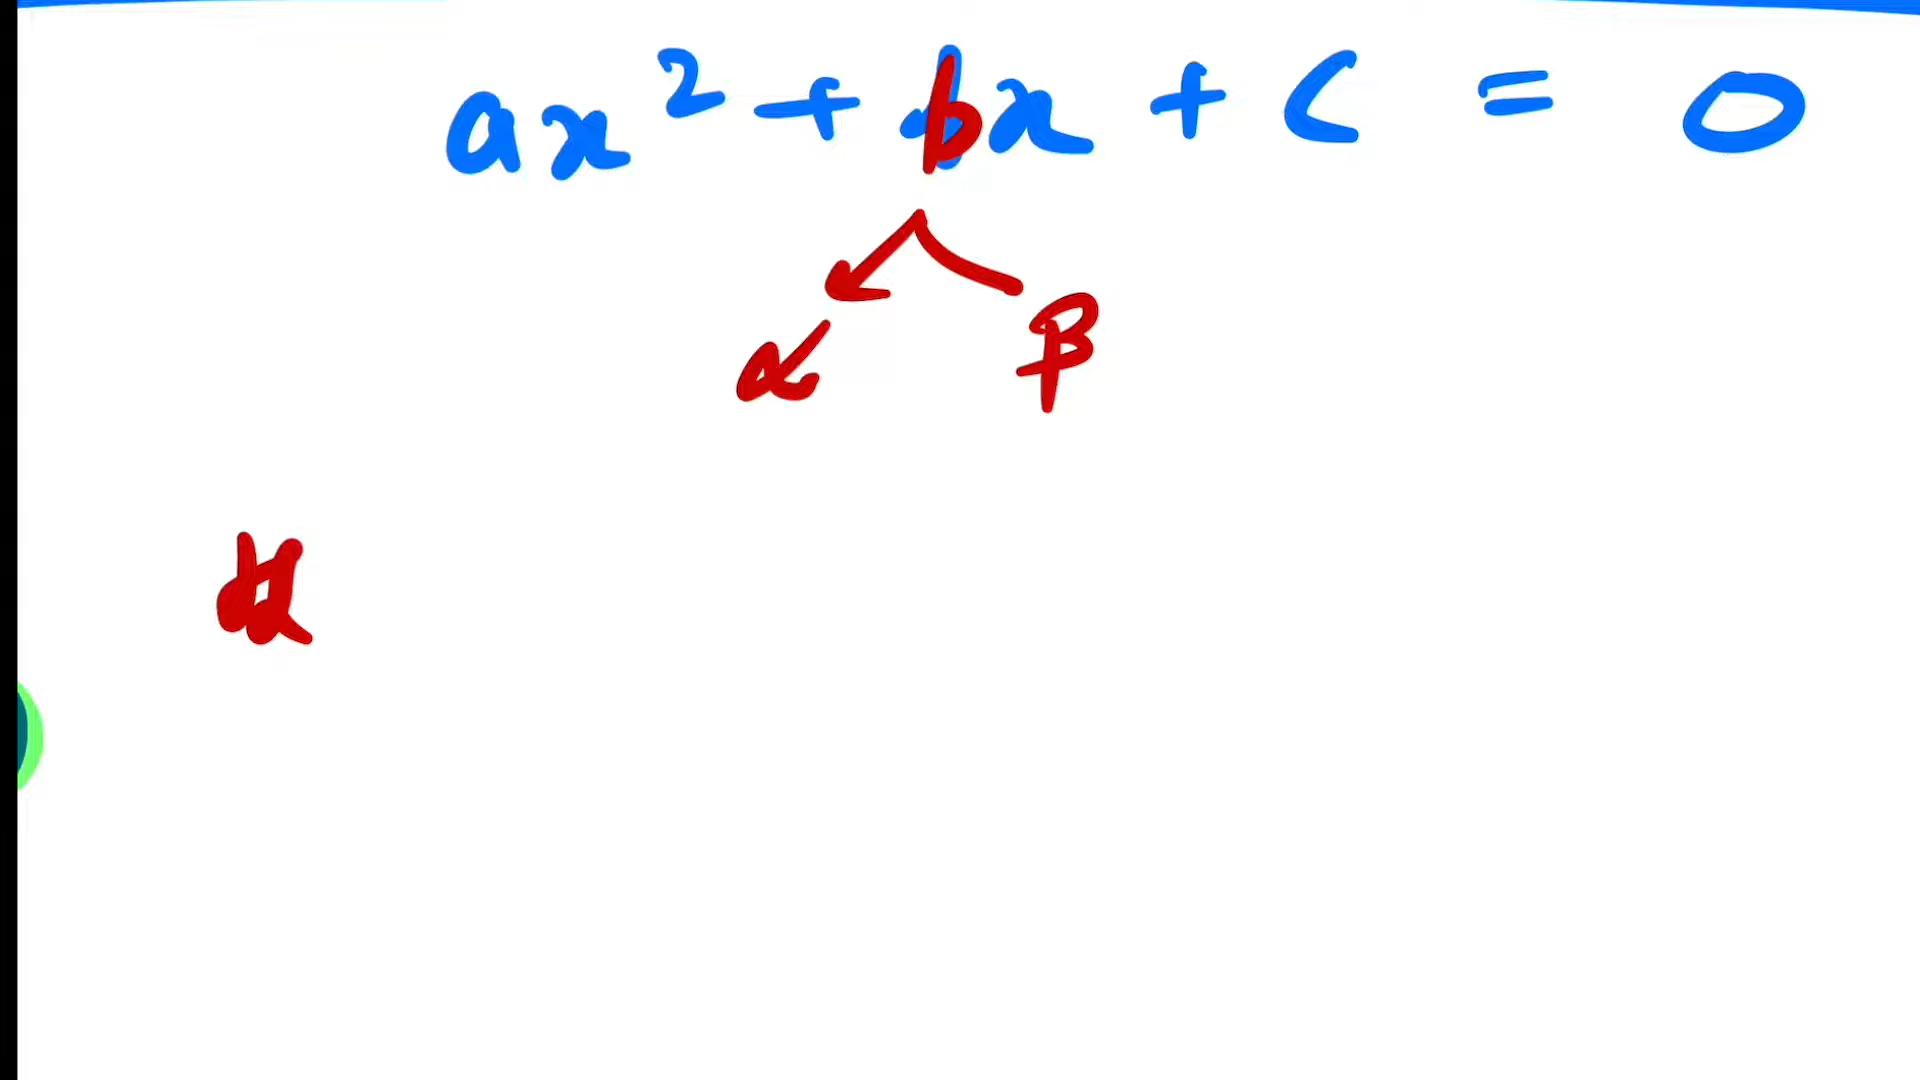 ax² + bx + c = 0
α β